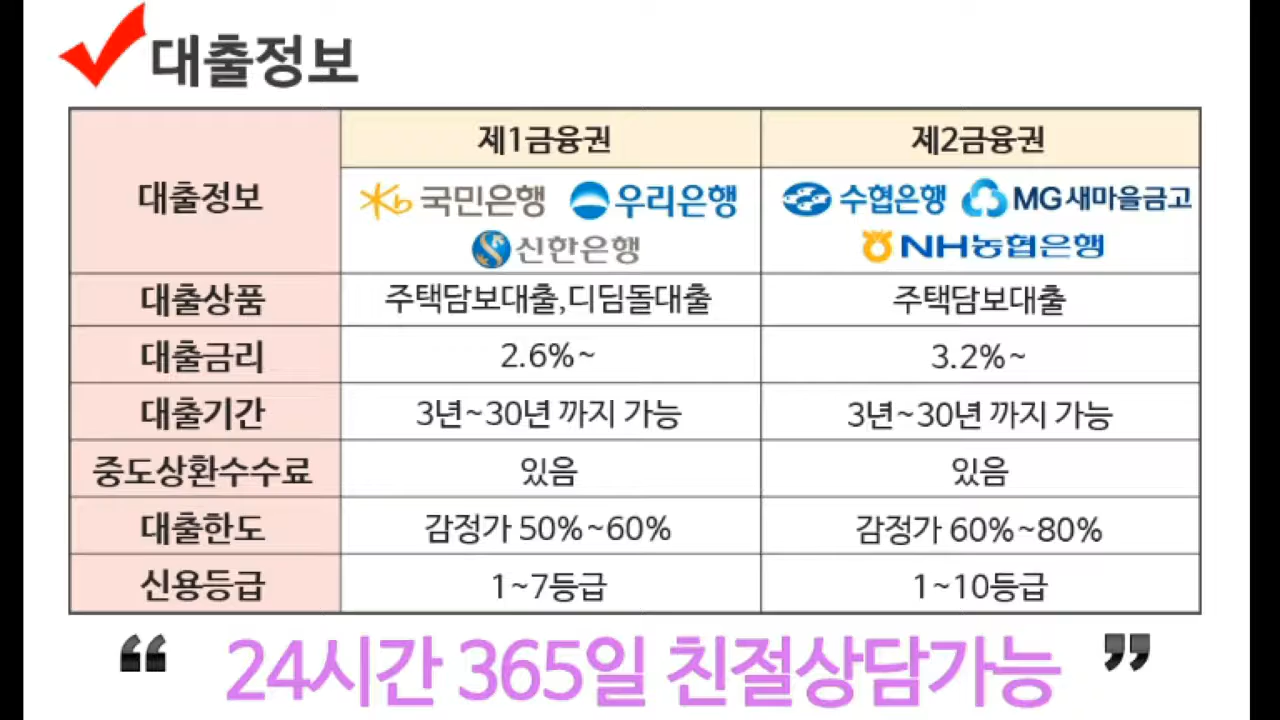 대출정보
대출정보 제1금융권 제2금융권
국민은행 우리은행 수협은행 MG새마을금고
신한은행 NH농협은행
대출상품 주택담보대출,디딤돌대출 주택담보대출
대출금리 2.6%~ 3.2%~
대출기간 3년~30년 까지 가능 3년~30년 까지 가능
중도상환수수료 있음 있음
대출한도 감정가 50%~60% 감정가 60%~80%
신용등급 1~7등급 1~10등급
“ 24시간 365일 친절상담가능 ”